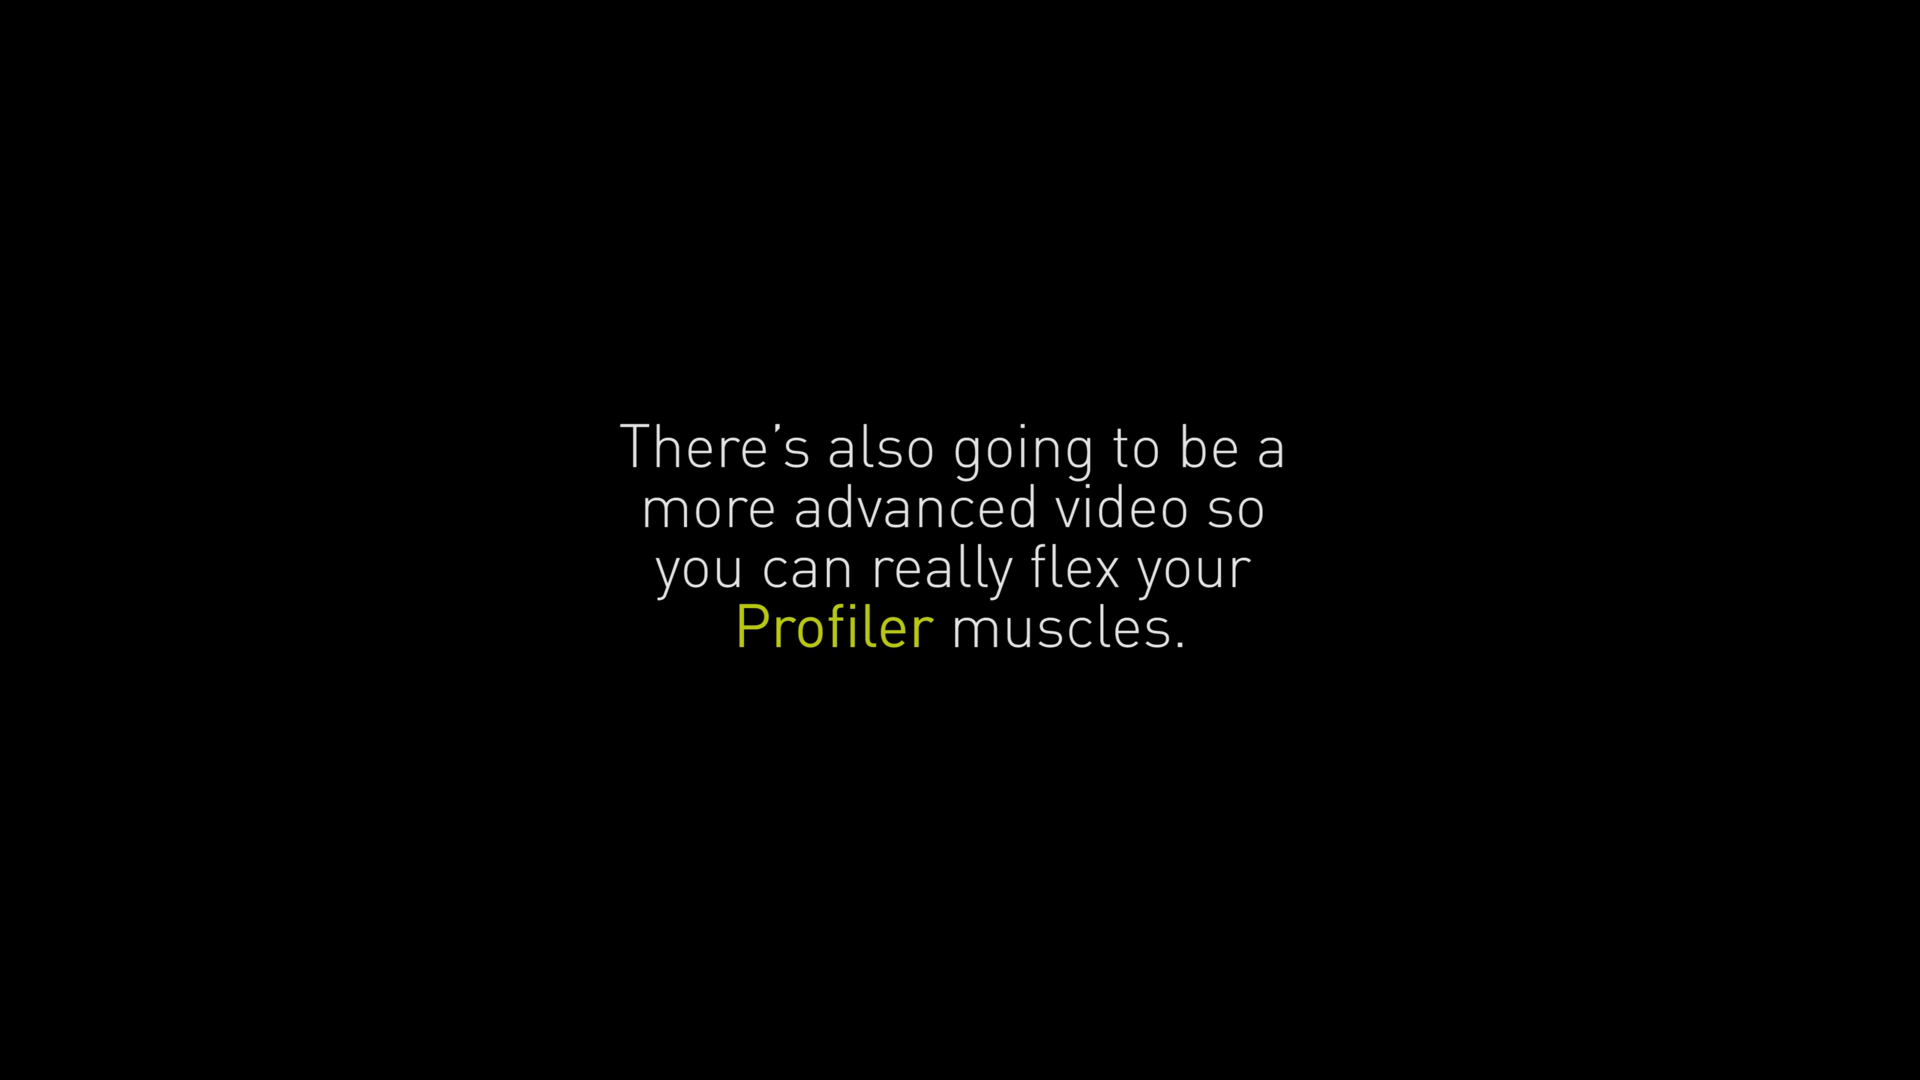 There’s also going to be a
more advanced video so
you can really flex your
Profiler muscles.